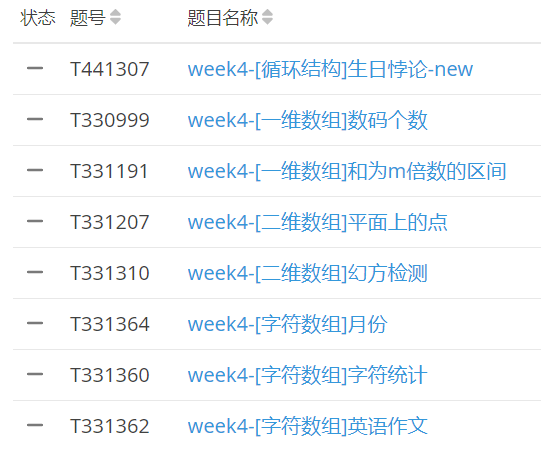 状态 题号 题目名称
T441307 week4-[循环结构]生日悖论-new
T330999 week4-[一维数组]数码个数
T331191 week4-[一维数组]和为m倍数的区间
T331207 week4-[二维数组]平面上的点
T331310 week4-[二维数组]幻方检测
T331364 week4-[字符数组]月份
T331360 week4-[字符数组]字符统计
T331362 week4-[字符数组]英语作文